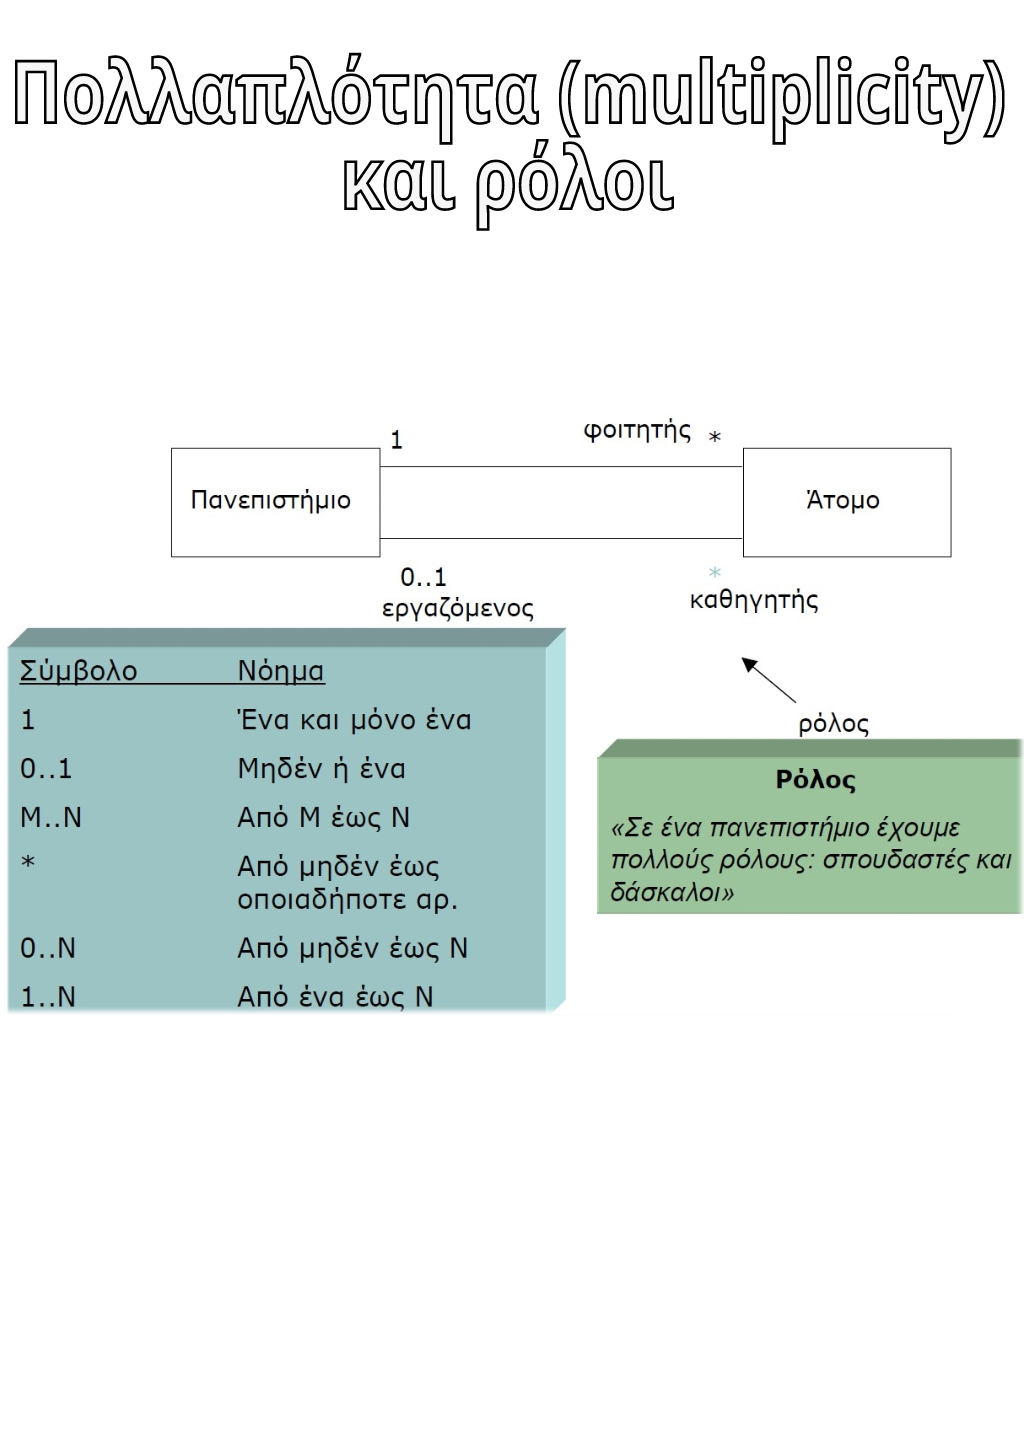 Πολλαπλότητα (multiplicity)
και ρόλοι
1
φοιτητής *
Πανεπιστήμιο
Άτομο
0..1
εργαζόμενος
*
καθηγητής
ρόλος
Σύμβολο Νόημα
1 Ένα και μόνο ένα
0..1 Μηδέν ή ένα
M..N Από M έως N
* Από μηδέν έως
οποιαδήποτε αρ.
0..N Από μηδέν έως N
1..N Από ένα έως N
Ρόλος
«Σε ένα πανεπιστήμιο έχουμε
πολλούς ρόλους: σπουδαστές και
δάσκαλοι»